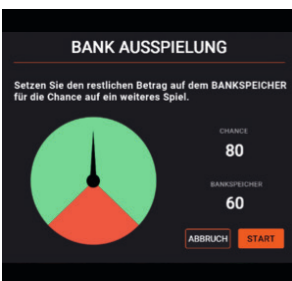 BANK AUSSPIELUNG
Setzen Sie den restlichen Betrag auf dem BANKSPEICHER
für die Chance auf ein weiteres Spiel.
CHANCE
80
BANKSPEICHER
60
ABBRUCH START